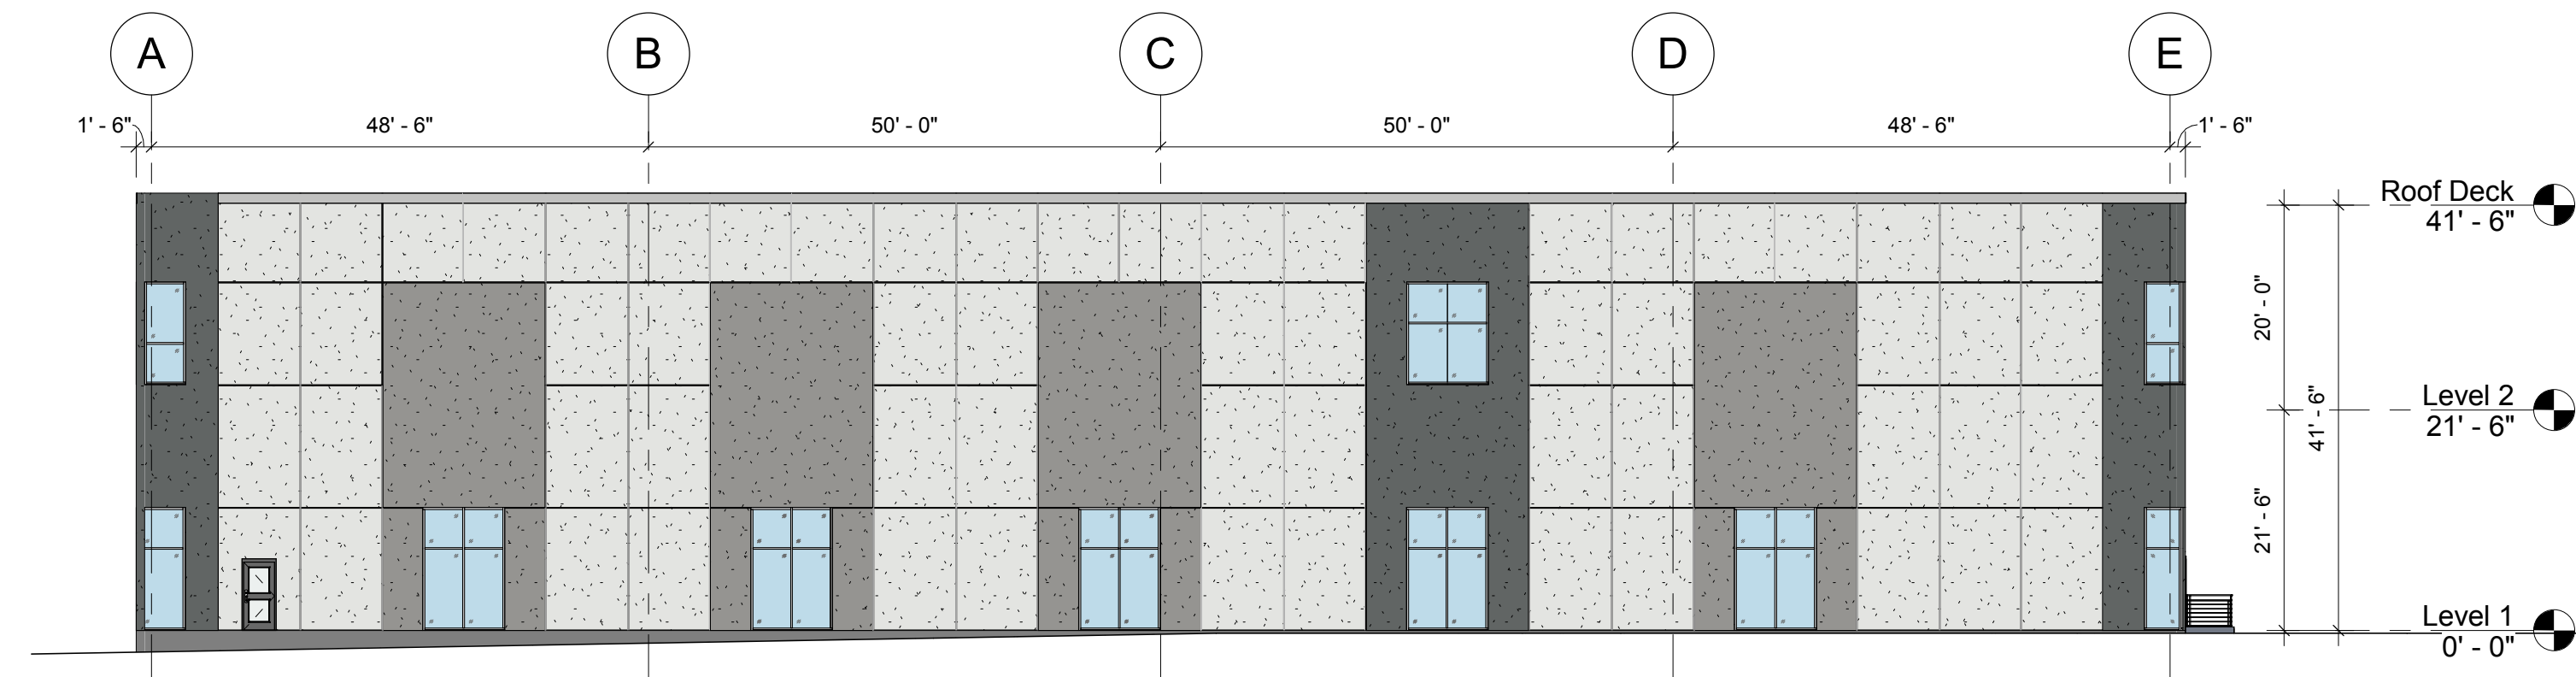 A
B
C
D
E
1' - 6"
48' - 6"
50' - 0"
50' - 0"
48' - 6"
1' - 6"
Roof Deck
41' - 6"
20' - 0"
Level 2
21' - 6"
41' - 6"
21' - 6"
Level 1
0' - 0"